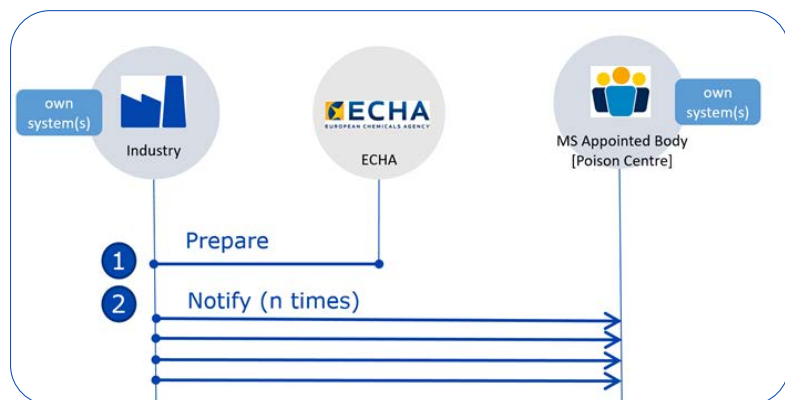 own
system(s)
Industry
ECHA
EUROPEAN CHEMICALS AGENCY
ECHA
MS Appointed Body
[Poison Centre]
own
system(s)
1 Prepare
2 Notify (n times)